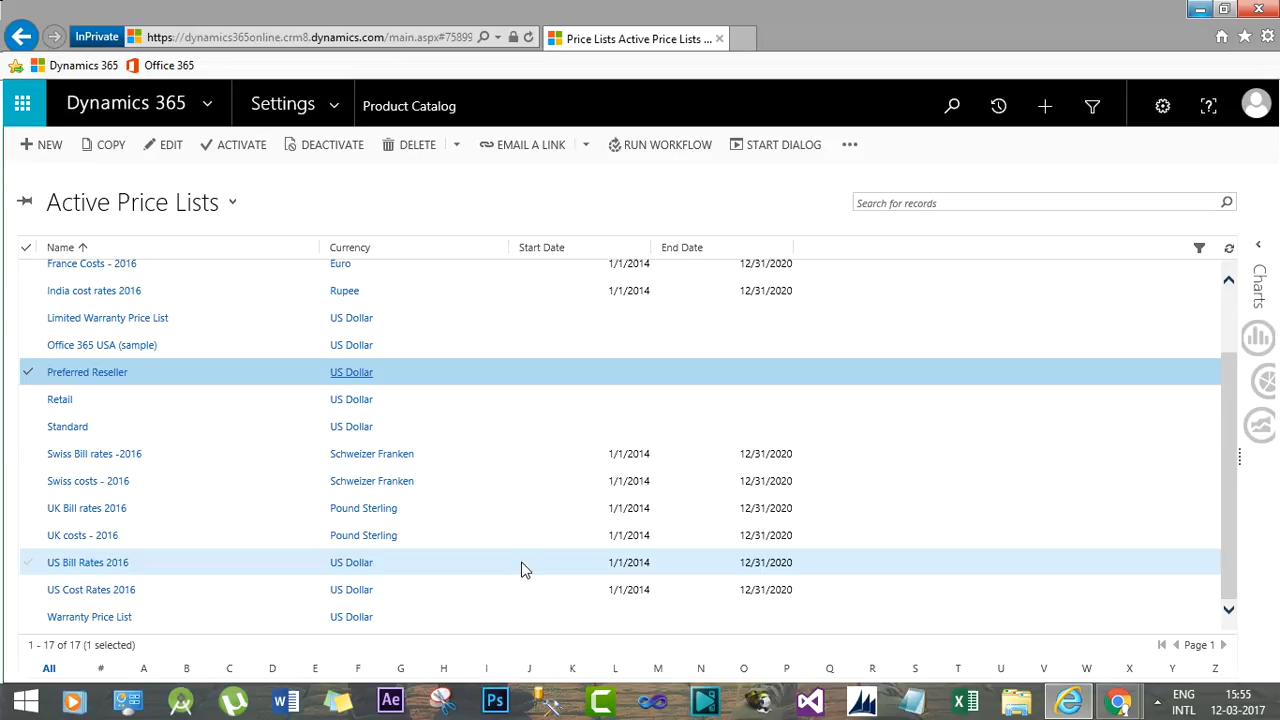 InPrivate https://dynamics365online.crm8.dynamics.com/main.aspx#75899 Price Lists Active Price Lists ...
Dynamics 365 Office 365
Dynamics 365 Settings Product Catalog
NEW COPY EDIT ACTIVATE DEACTIVATE DELETE EMAIL A LINK RUN WORKFLOW START DIALOG
Active Price Lists Search for records
Name Currency Start Date End Date
France Costs - 2016 Euro 1/1/2014 12/31/2020
India cost rates 2016 Rupee 1/1/2014 12/31/2020
Limited Warranty Price List US Dollar
Office 365 USA (sample) US Dollar
Preferred Reseller US Dollar
Retail US Dollar
Standard US Dollar
Swiss Bill rates -2016 Schweizer Franken 1/1/2014 12/31/2020
Swiss costs - 2016 Schweizer Franken 1/1/2014 12/31/2020
UK Bill rates 2016 Pound Sterling 1/1/2014 12/31/2020
UK costs - 2016 Pound Sterling 1/1/2014 12/31/2020
US Bill Rates 2016 US Dollar 1/1/2014 12/31/2020
US Cost Rates 2016 US Dollar 1/1/2014 12/31/2020
Warranty Price List US Dollar
Charts
1 - 17 of 17 (1 selected) Page 1
All # A B C D E F G H I J K L M N O P Q R S T U V W X Y Z
Ae Ps ENG 15:55
INTL 12-03-2017